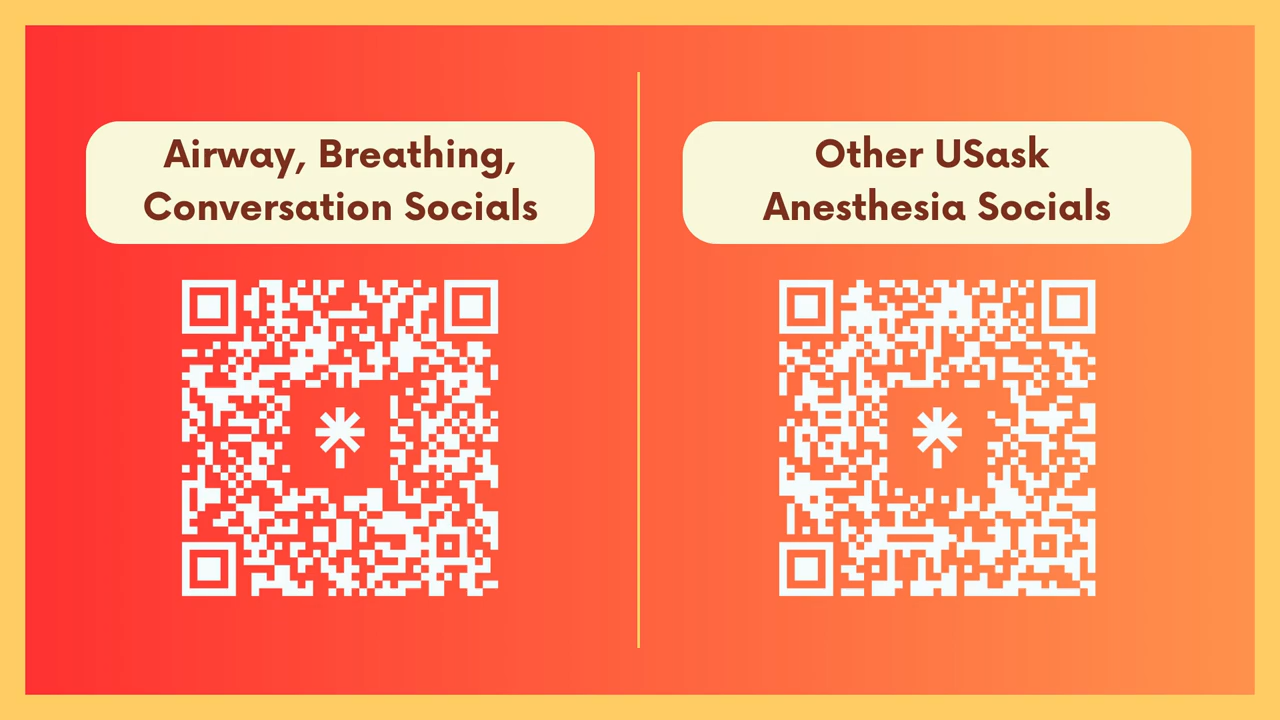 Airway, Breathing,
Conversation Socials
Other USask
Anesthesia Socials